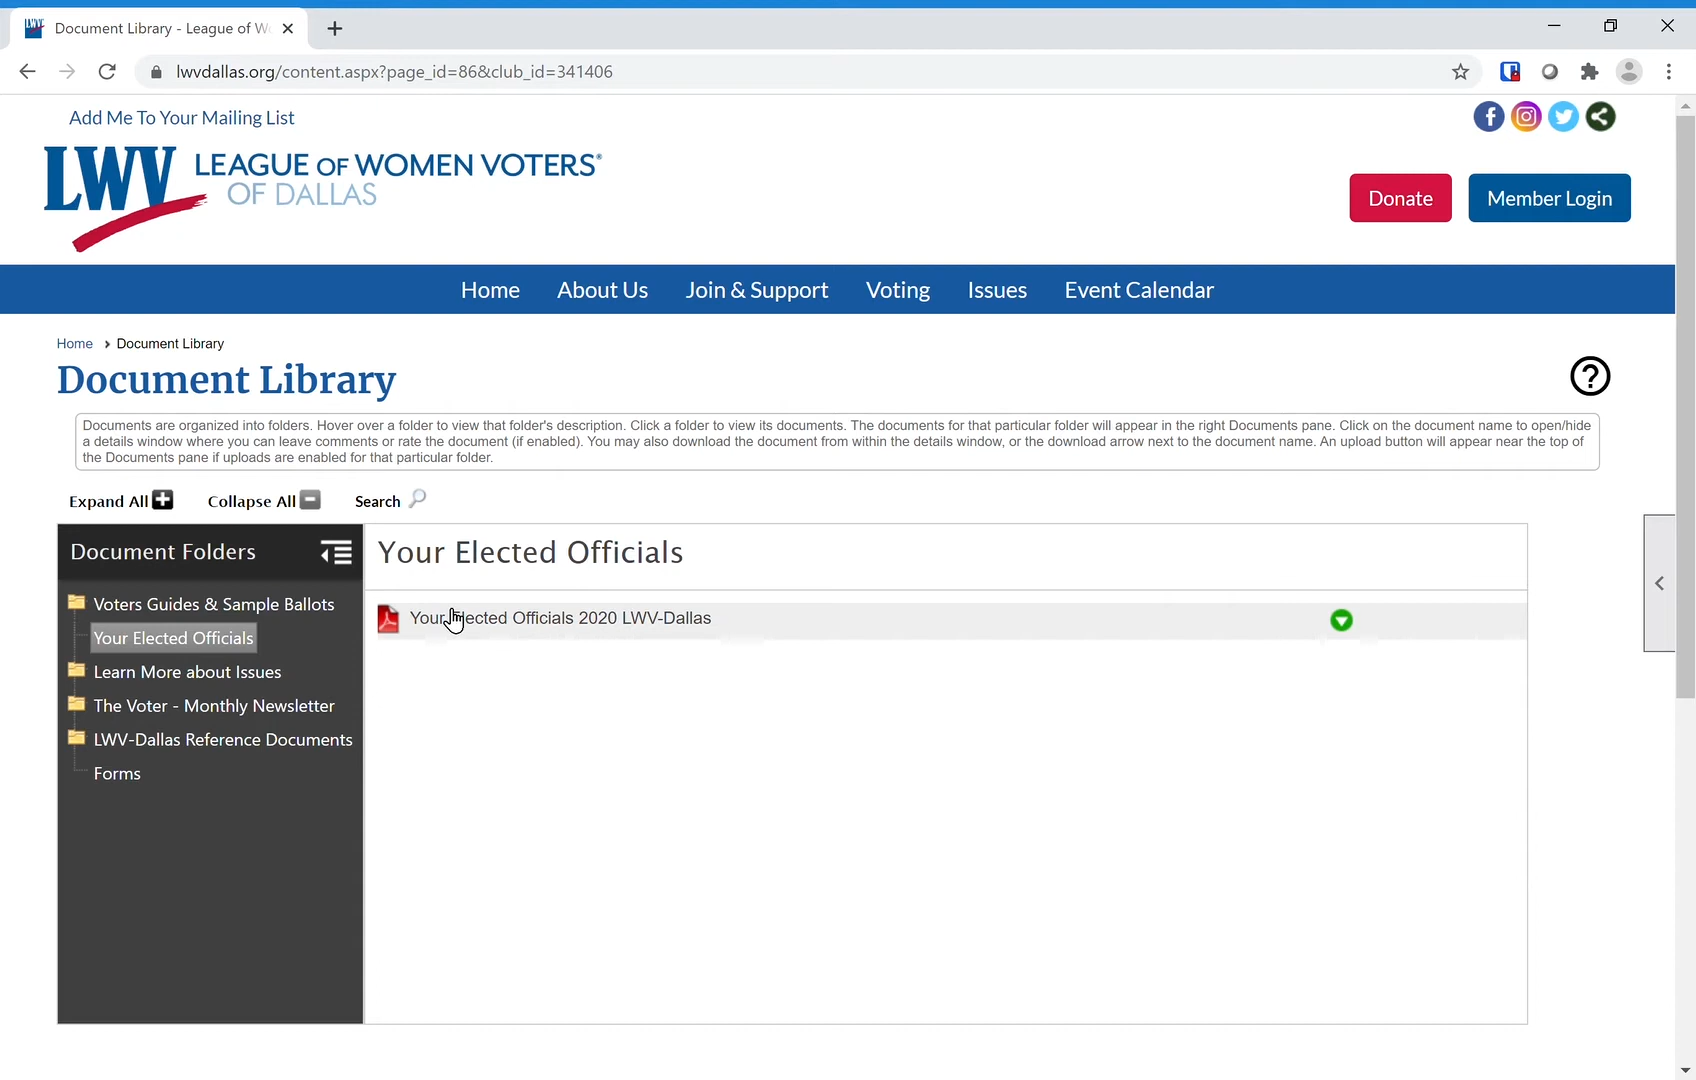 Document Library - League of W
lwvdallas.org/content.aspx?page_id=86&club_id=341406
Add Me To Your Mailing List
LWV LEAGUE OF WOMEN VOTERS®
OF DALLAS
Donate
Member Login
Home
About Us
Join & Support
Voting
Issues
Event Calendar
Home > Document Library
Document Library
Documents are organized into folders. Hover over a folder to view that folder's description. Click a folder to view its documents. The documents for that particular folder will appear in the right Documents pane. Click on the document name to open/hide
a details window where you can leave comments or rate the document (if enabled). You may also download the document from within the details window, or the download arrow next to the document name. An upload button will appear near the top of
the Documents pane if uploads are enabled for that particular folder.
Expand All
Collapse All
Search
Document Folders
Voters Guides & Sample Ballots
Your Elected Officials
Learn More about Issues
The Voter - Monthly Newsletter
LWV-Dallas Reference Documents
Forms
Your Elected Officials
Your Elected Officials 2020 LWV-Dallas